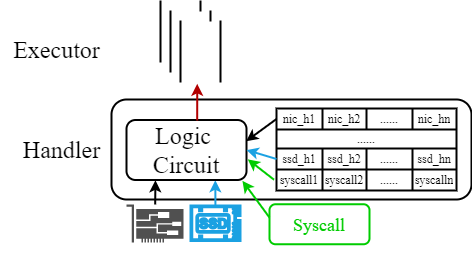 Executor
Handler
Logic
Circuit
nic_h1 nic_h2 ...... nic_hn
......
ssd_h1 ssd_h2 ...... ssd_hn
syscall1 syscall2 ...... syscalln
SSD
Syscall